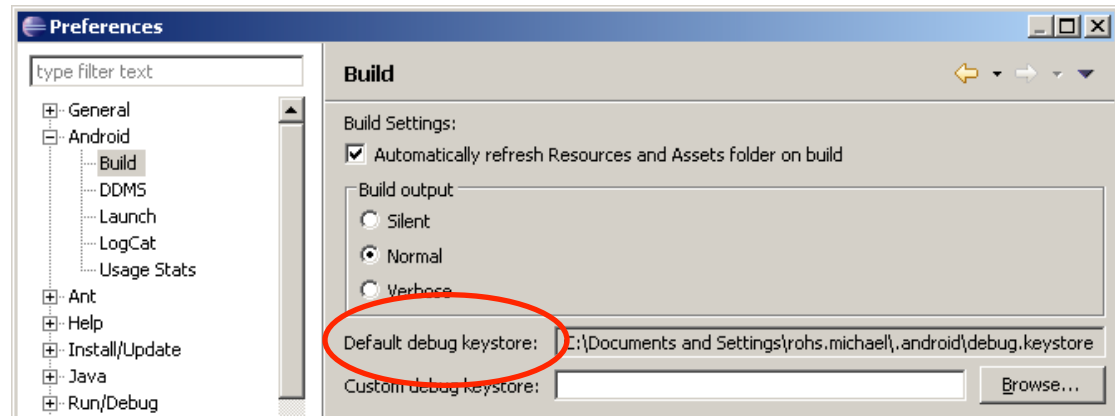 Preferences
type filter text
General
Android
Build
DDMS
Launch
LogCat
Usage Stats
Ant
Help
Install/Update
Java
Run/Debug
Build
Build Settings:
Automatically refresh Resources and Assets folder on build
Build output
Silent
Normal
Verbose
Default debug keystore: C:\Documents and Settings\rohs.michael\.android\debug.keystore
Custom debug keystore: Browse...